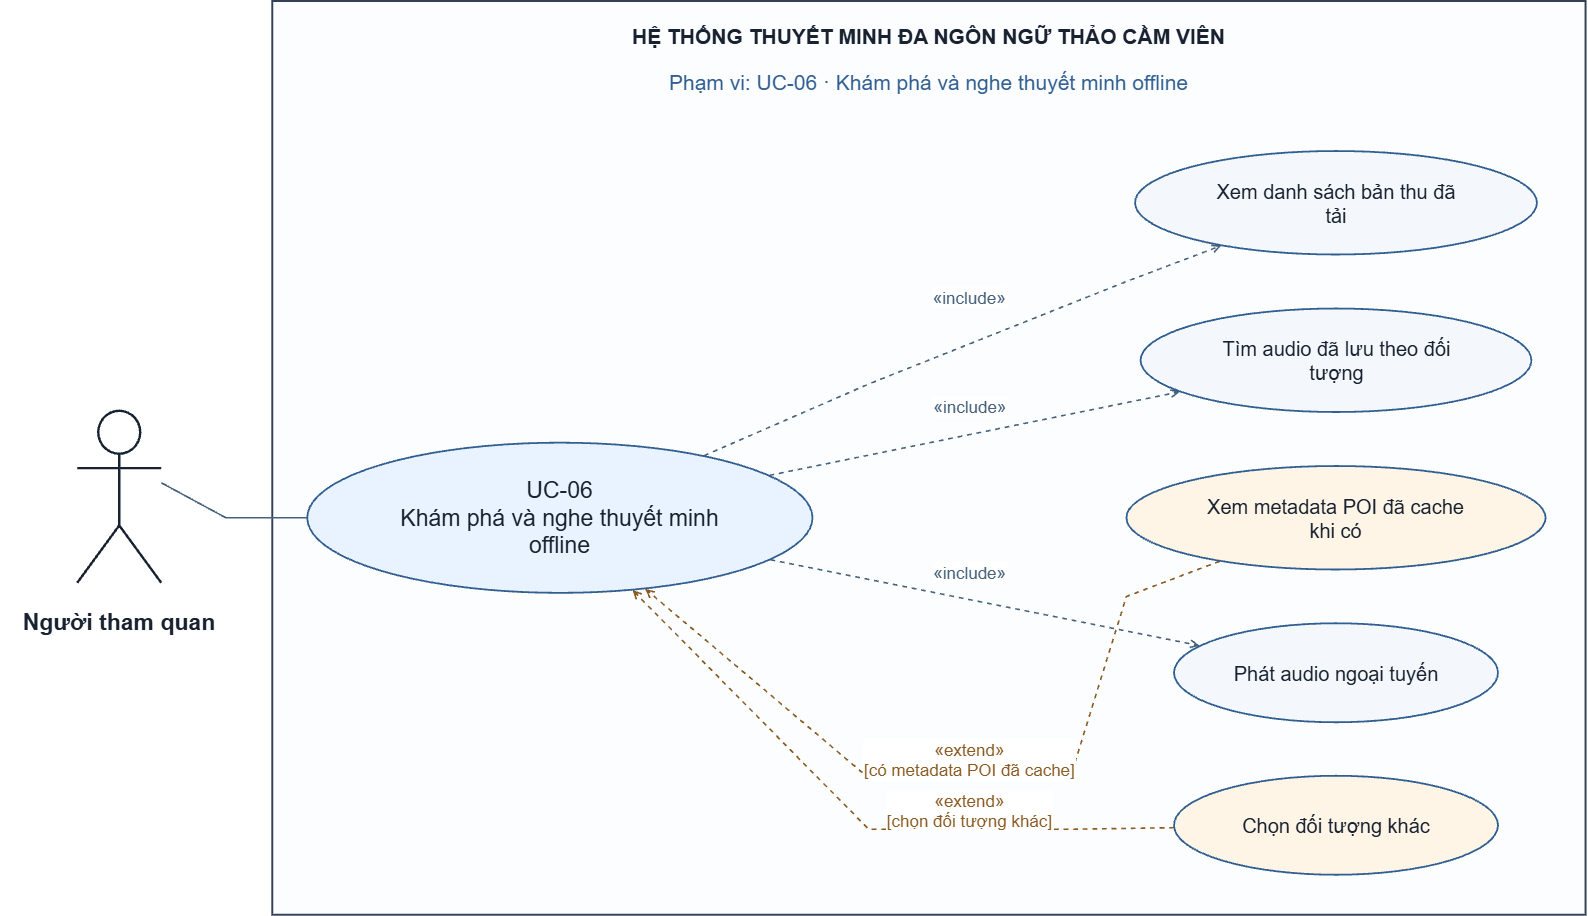 HỆ THỐNG THUYẾT MINH ĐA NGÔN NGỮ THẢO CẦM VIÊN
Phạm vi: UC-06 · Khám phá và nghe thuyết minh offline
Xem danh sách bản thu đã
tải
«include»
Tìm audio đã lưu theo đối
tượng
«include»
UC-06
Khám phá và nghe thuyết minh
offline
Xem metadata POI đã cache
khi có
«include»
Người tham quan
Phát audio ngoại tuyến
«extend»
[có metadata POI đã cache]
«extend»
[chọn đối tượng khác]
Chọn đối tượng khác